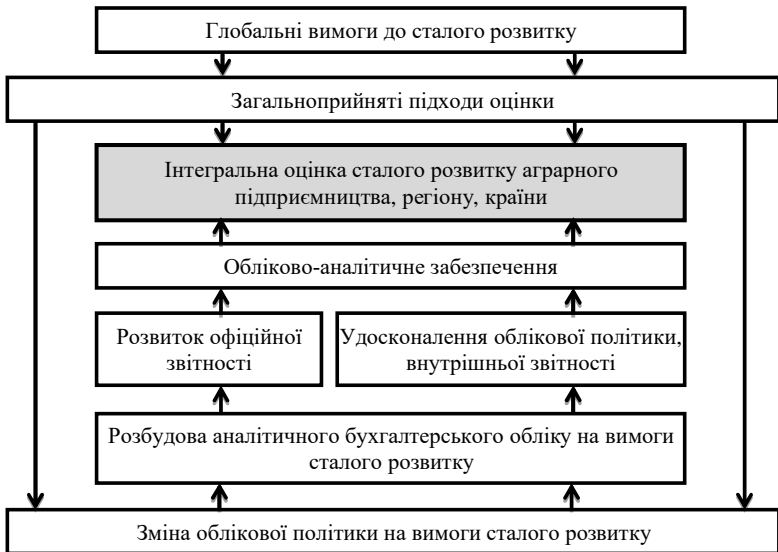 Глобальні вимоги до сталого розвитку
Загальноприйняті підходи оцінки
Інтегральна оцінка сталого розвитку аграрного
підприємництва, регіону, країни
Обліково-аналітичне забезпечення
Розвиток офіційної
звітності
Удосконалення облікової політики,
внутрішньої звітності
Розбудова аналітичного бухгалтерського обліку на вимоги
сталого розвитку
Зміна облікової політики на вимоги сталого розвитку